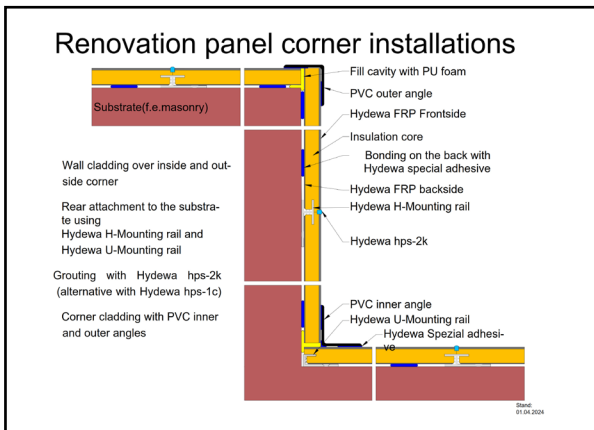 Renovation panel corner installations
Fill cavity with PU foam
PVC outer angle
Substrate(f.e.masonry)
Hydewa FRP Frontside
Insulation core
Bonding on the back with
Hydewa special adhesive
Wall cladding over inside and out-
side corner
Hydewa FRP backside
Rear attachment to the substra-
te using
Hydewa H-Mounting rail and
Hydewa U-Mounting rail
Hydewa H-Mounting rail
Hydewa hps-2k
Grouting with Hydewa hps-2k
(alternative with Hydewa hps-1c)
Corner cladding with PVC inner
and outer angles
PVC inner angle
Hydewa U-Mounting rail
Hydewa Spezial adhesi-
ve
Stand:
01.04.2024